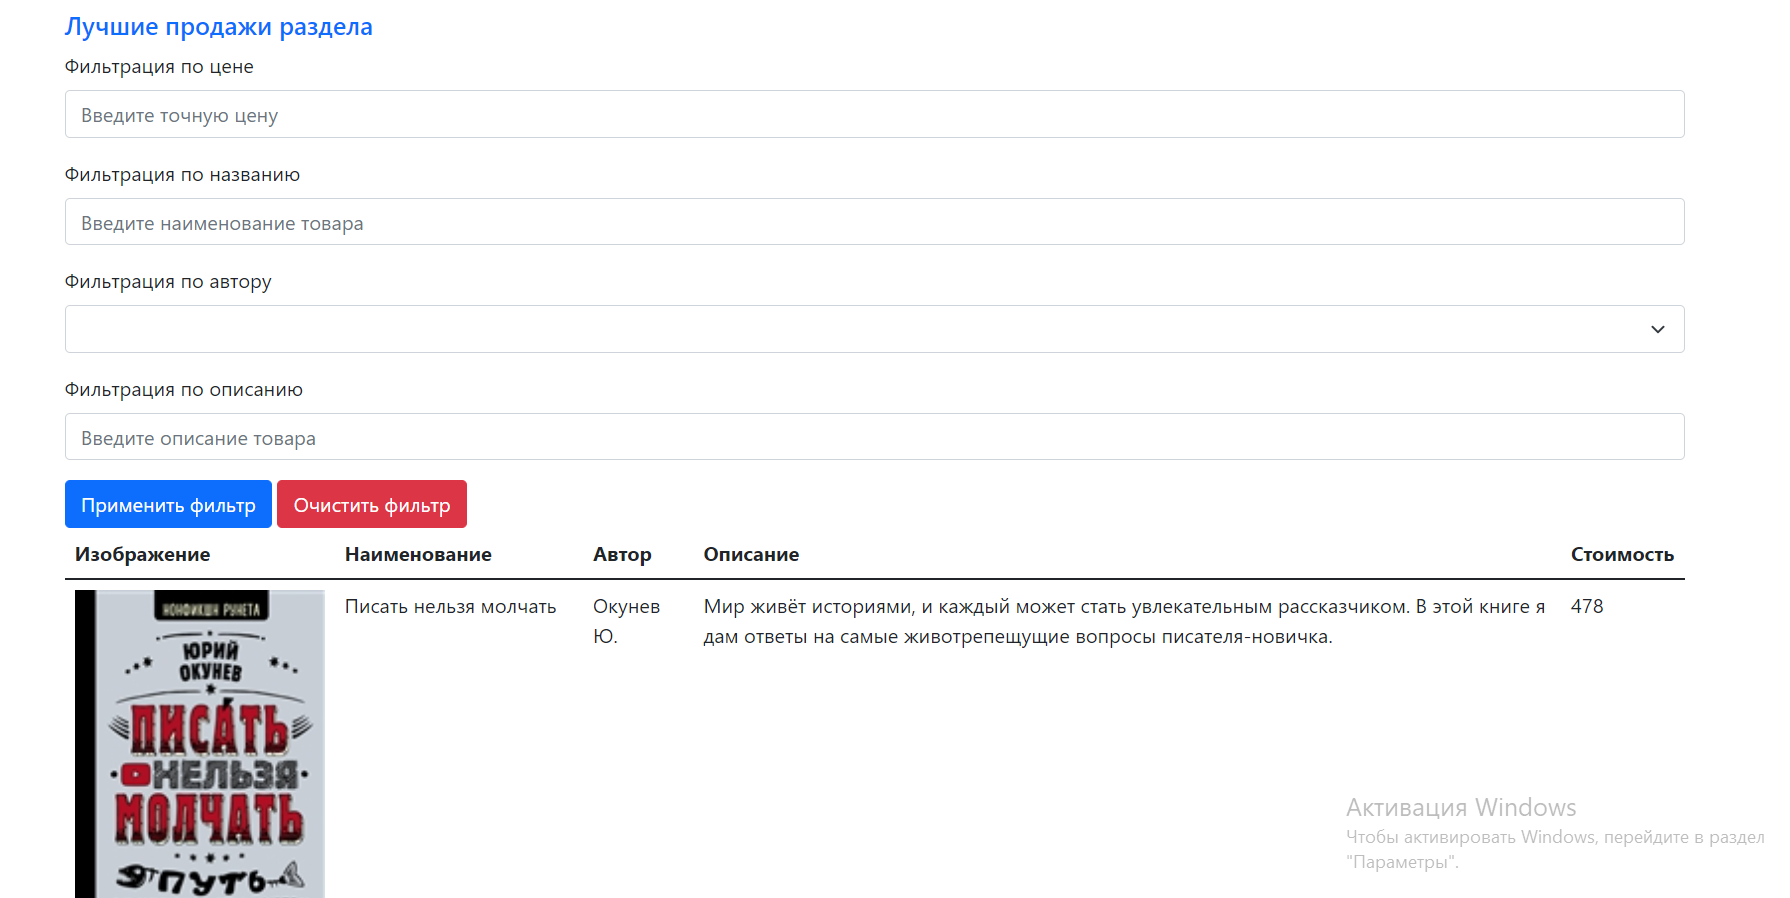 Лучшие продажи раздела
Фильтрация по цене
Введите точную цену
Фильтрация по названию
Введите наименование товара
Фильтрация по автору
Фильтрация по описанию
Введите описание товара
Применить фильтр Очистить фильтр
Изображение Наименование Автор Описание Стоимость
НОНФИКШН РУНЕТА
ЮРИЙ
ОКУНЕВ
ПИСАТЬ
НЕЛЬЗЯ
МОЛЧАТЬ
ПУТЬ
Писать нельзя молчать
Окунев
Ю.
Мир живёт историями, и каждый может стать увлекательным рассказчиком. В этой книге я
дам ответы на самые животрепещущие вопросы писателя-новичка.
478
Активация Windows
Чтобы активировать Windows, перейдите в раздел
"Параметры".